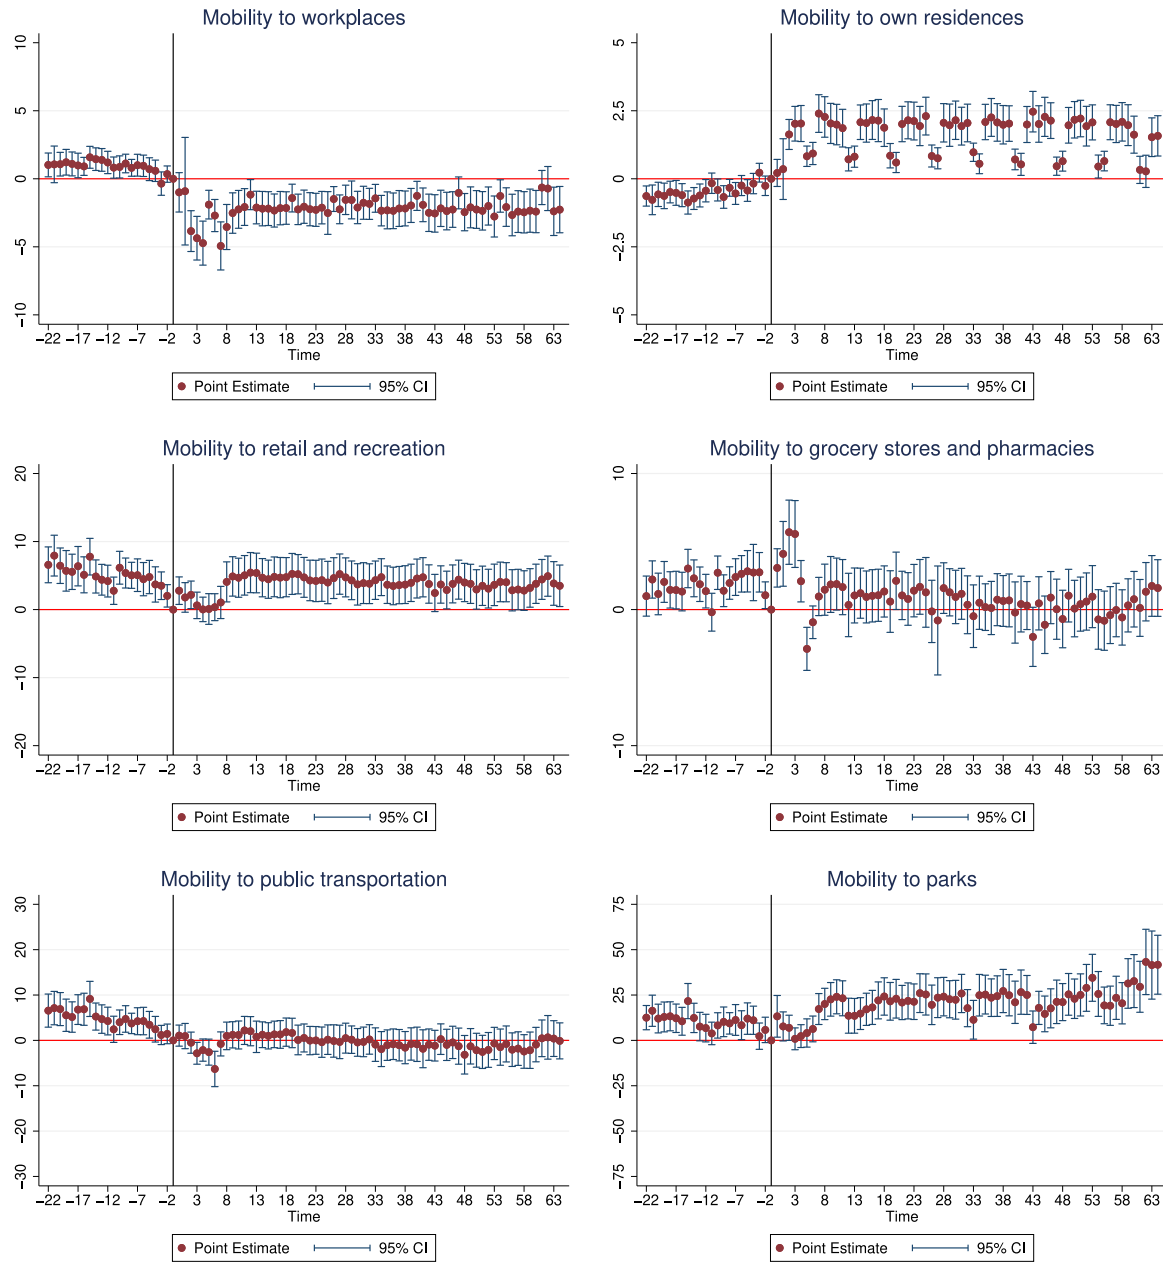 Mobility to workplaces
10
5
0
−5
−10
−22 −17 −12 −7 −2 3 8 13 18 23 28 33 38 43 48 53 58 63
Time
Point Estimate 95% CI
Mobility to own residences
5
2.5
0
−2.5
−5
−22 −17 −12 −7 −2 3 8 13 18 23 28 33 38 43 48 53 58 63
Time
Point Estimate 95% CI
Mobility to retail and recreation
20
10
0
−10
−20
−22 −17 −12 −7 −2 3 8 13 18 23 28 33 38 43 48 53 58 63
Time
Point Estimate 95% CI
Mobility to grocery stores and pharmacies
10
0
−10
−22 −17 −12 −7 −2 3 8 13 18 23 28 33 38 43 48 53 58 63
Time
Point Estimate 95% CI
Mobility to public transportation
30
20
10
0
−10
−20
−30
−22 −17 −12 −7 −2 3 8 13 18 23 28 33 38 43 48 53 58 63
Time
Point Estimate 95% CI
Mobility to parks
75
50
25
0
−25
−50
−75
−22 −17 −12 −7 −2 3 8 13 18 23 28 33 38 43 48 53 58 63
Time
Point Estimate 95% CI